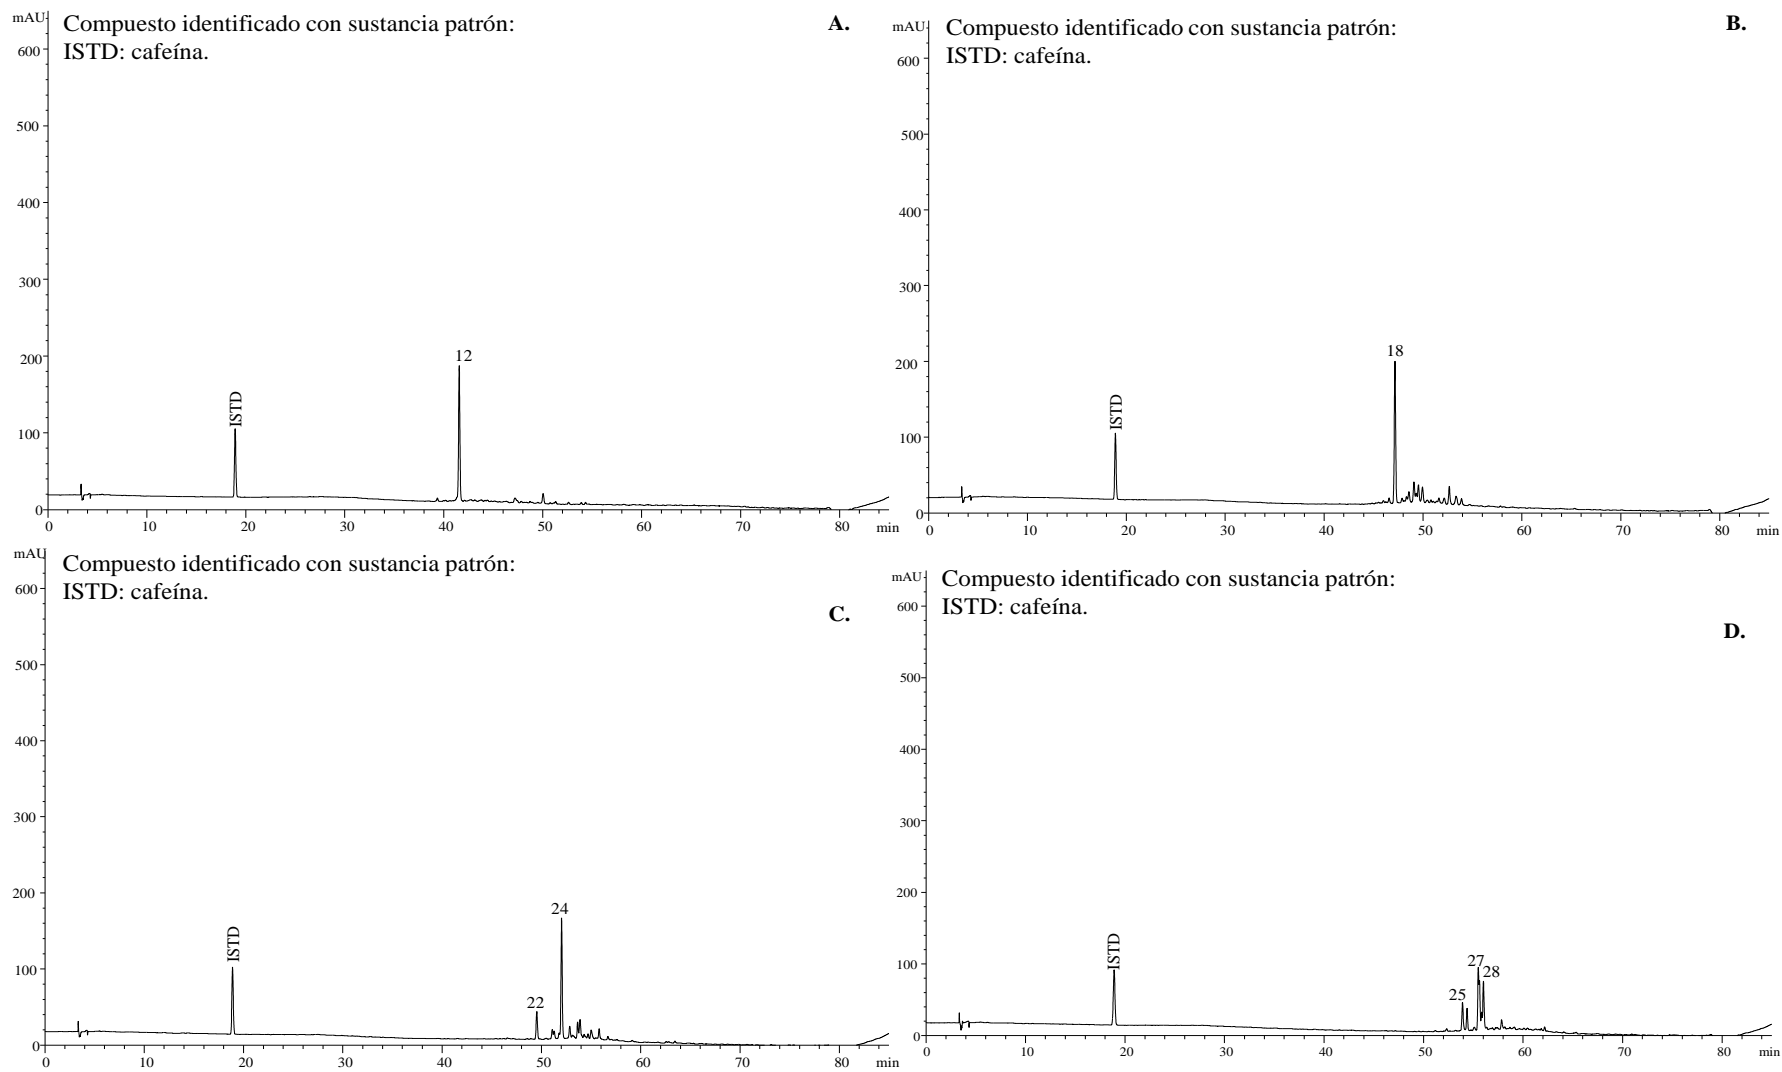 mAU
Compuesto identificado con sustancia patrón:
ISTD: cafeína.
A.
600
500
400
300
200
100
0
ISTD
12
10
20
30
40
50
60
70
80
min
mAU
Compuesto identificado con sustancia patrón:
ISTD: cafeína.
B.
600
500
400
300
200
100
0
ISTD
18
0
10
20
30
40
50
60
70
80
min
mAU
Compuesto identificado con sustancia patrón:
ISTD: cafeína.
C.
600
500
400
300
200
100
0
ISTD
22
24
0
10
20
30
40
50
60
70
80
min
mAU
Compuesto identificado con sustancia patrón:
ISTD: cafeína.
D.
600
500
400
300
200
100
0
ISTD
25
27
28
0
10
20
30
40
50
60
70
80
min